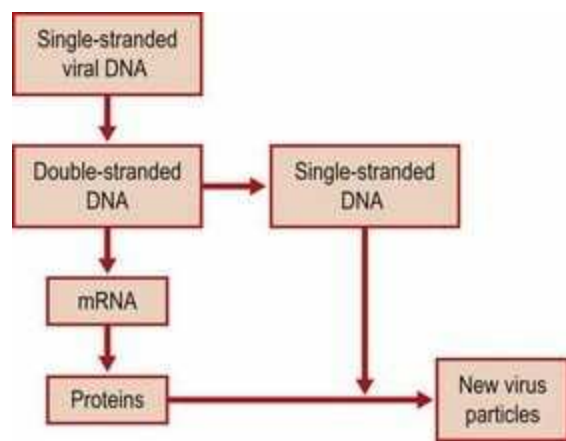 Single-stranded
viral DNA
Double-stranded
DNA
Single-stranded
DNA
mRNA
Proteins
New virus
particles